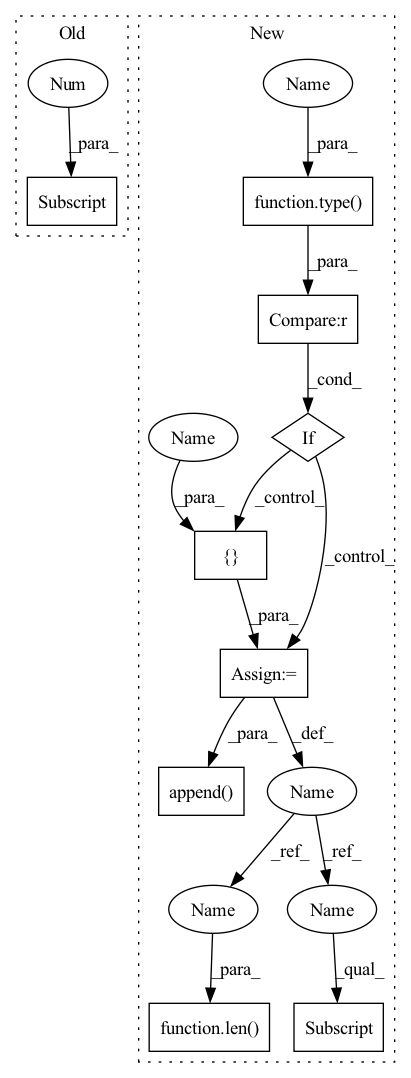 Old
New
Num
Name
_para_
_para_
Subscript
function.type()
_para_
Compare:r
_cond_
Name
If
_para_
_control_
{}
_control_
_para_
Assign:=
_para_
_def_
append()
Name
_ref_
_ref_
Name
Name
_para_
_qual_
function.len()
Subscript